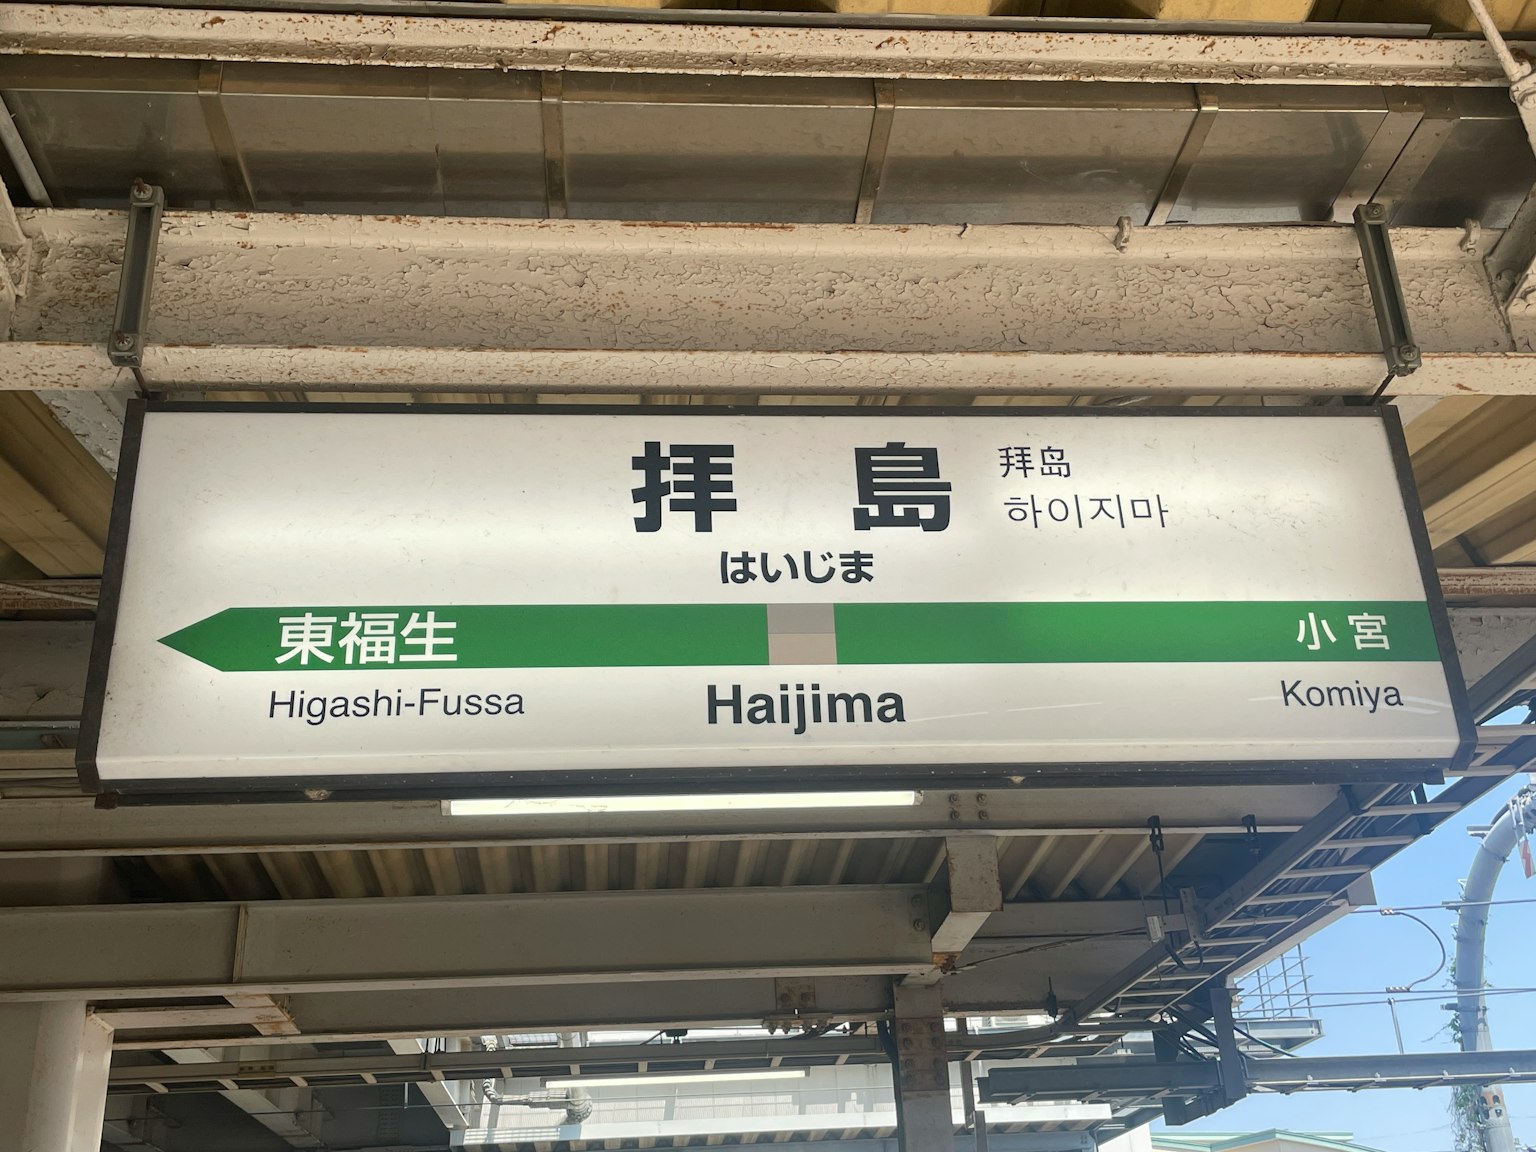 拝島
拜岛
하이지마
はいじま
東福生 小宮
Higashi-Fussa Haijima Komiya